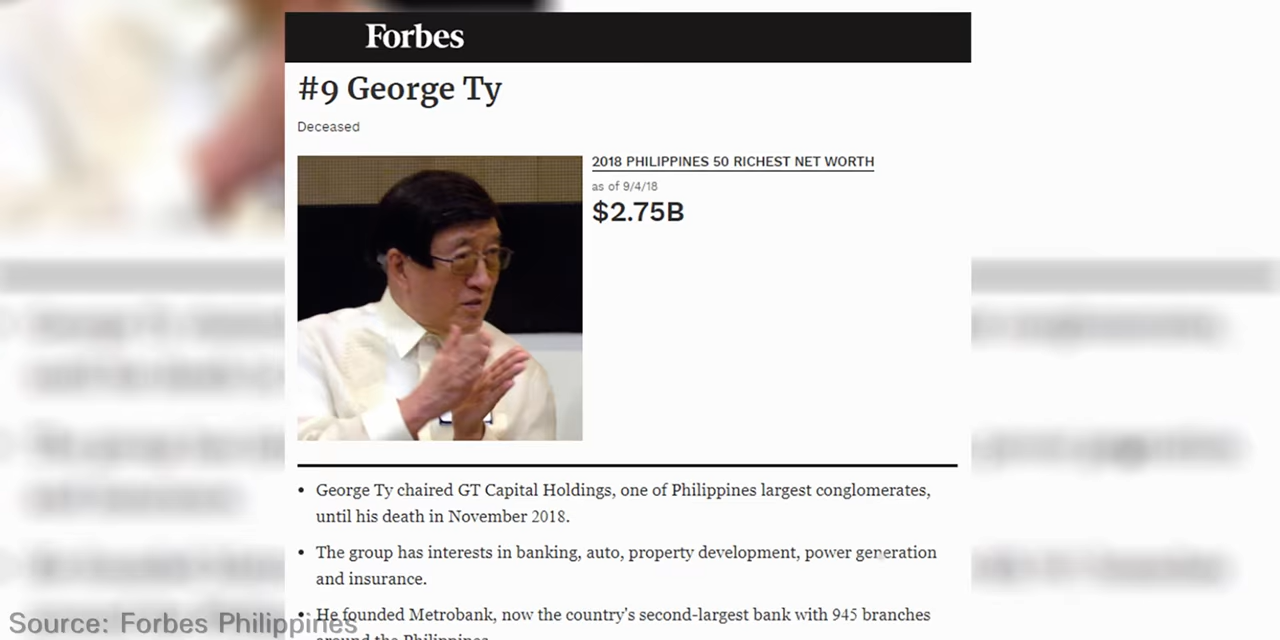 Forbes
#9 George Ty
Deceased
2018 PHILIPPINES 50 RICHEST NET WORTH
as of 9/4/18
$2.75B
• George Ty chaired GT Capital Holdings, one of Philippines largest conglomerates,
until his death in November 2018.
• The group has interests in banking, auto, property development, power generation
and insurance.
• He founded Metrobank, now the country's second-largest bank with 945 branches
around the Philippines.
Source: Forbes Philippines